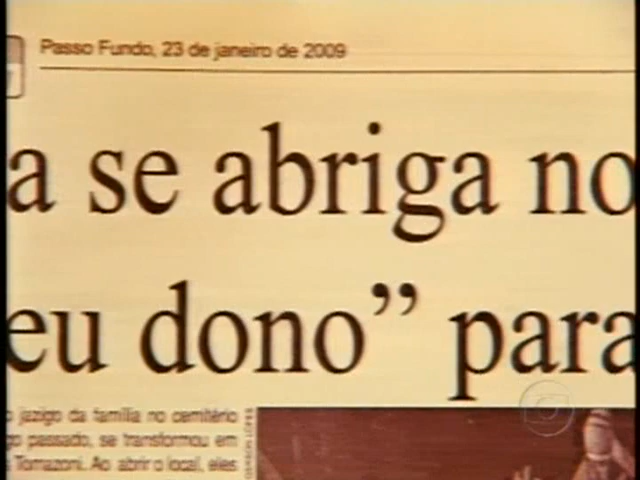 Passo Fundo, 23 de janeiro de 2009
a se abriga no
eu dono” para
o jazigo da família no cemitério
go passado, se transformou em
Tomazoni. Ao abrir o local, eles